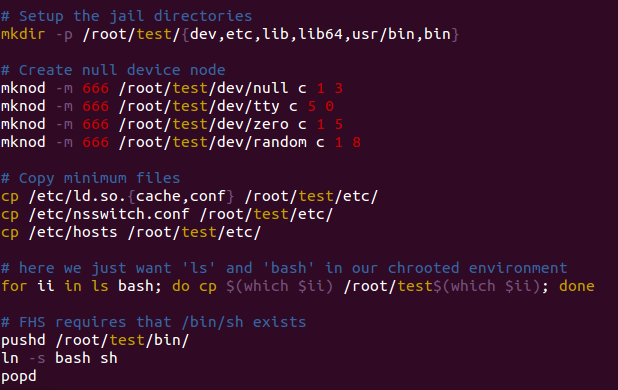 # Setup the jail directories
mkdir -p /root/test/{dev,etc,lib,lib64,usr/bin,bin}
# Create null device node
mknod -m 666 /root/test/dev/null c 1 3
mknod -m 666 /root/test/dev/tty c 5 0
mknod -m 666 /root/test/dev/zero c 1 5
mknod -m 666 /root/test/dev/random c 1 8
# Copy minimum files
cp /etc/ld.so.{cache,conf} /root/test/etc/
cp /etc/nsswitch.conf /root/test/etc/
cp /etc/hosts /root/test/etc/
# here we just want 'ls' and 'bash' in our chrooted environment
for ii in ls bash; do cp $(which $ii) /root/test$(which $ii); done
# FHS requires that /bin/sh exists
pushd /root/test/bin/
ln -s bash sh
popd